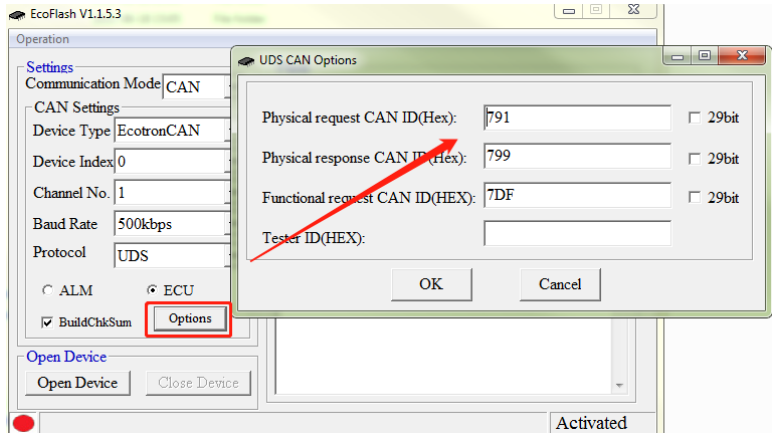 EcoFlash V1.1.5.3
Operation
Settings
Communication Mode CAN
CAN Settings
Device Type EcotronCAN
Device Index 0
Channel No. 1
Baud Rate 500kbps
Protocol UDS
ALM ECU
BuildChkSum Options
Open Device
Open Device Close Device
Activated
UDS CAN Options
Physical request CAN ID(Hex): 791 29bit
Physical response CAN ID(Hex): 799 29bit
Functional request CAN ID(HEX): 7DF 29bit
Tester ID(HEX):
OK Cancel